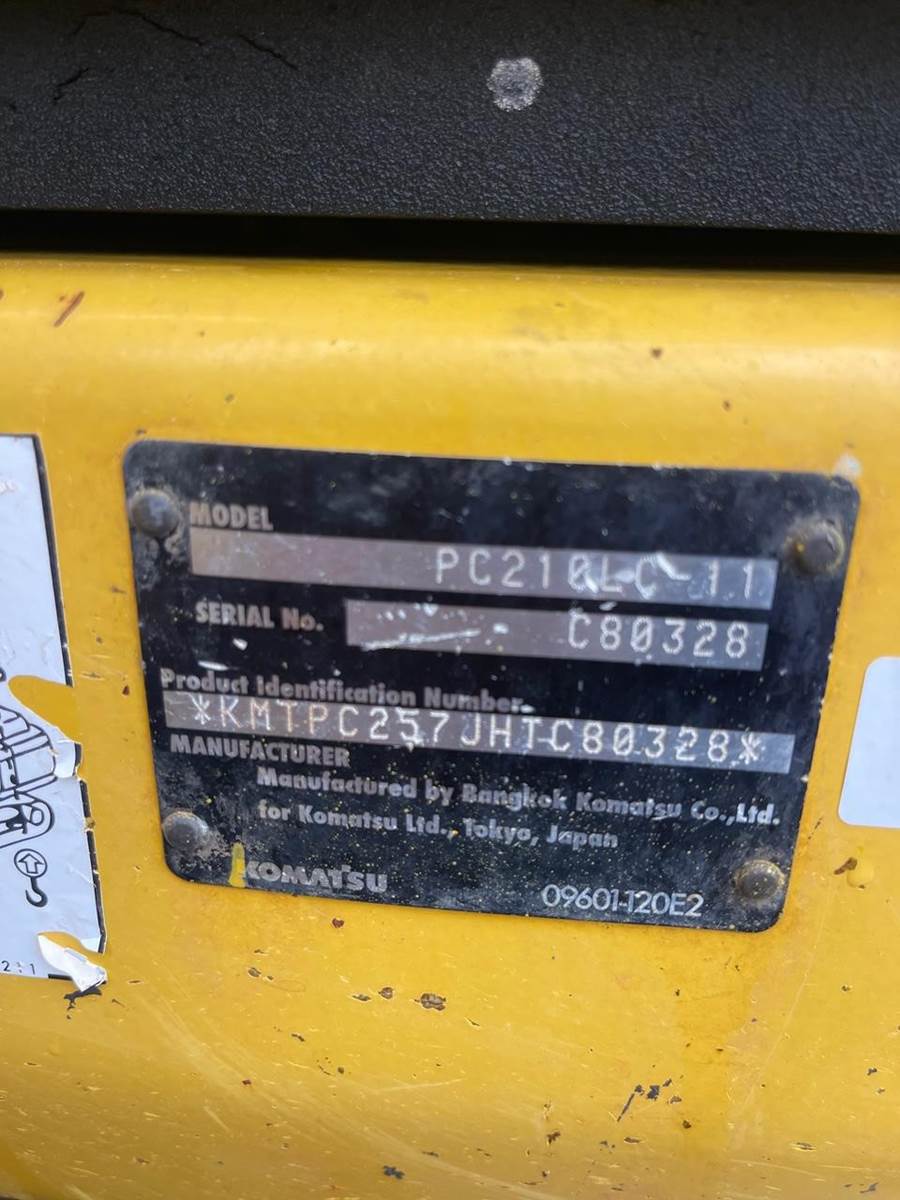 MODEL
PC210LC-11
SERIAL No.
C80328
Product Identification Number
*KMTPC257JHTC80328*
MANUFACTURER
Manufactured by Bangkok Komatsu Co.,Ltd.
for Komatsu Ltd., Tokyo, Japan
KOMATSU
09601-120E2